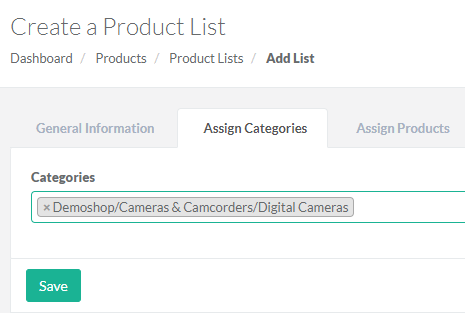 Create a Product List
Dashboard / Products / Product Lists / Add List
General Information Assign Categories Assign Products
Categories
× Demoshop/Cameras & Camcorders/Digital Cameras
Save